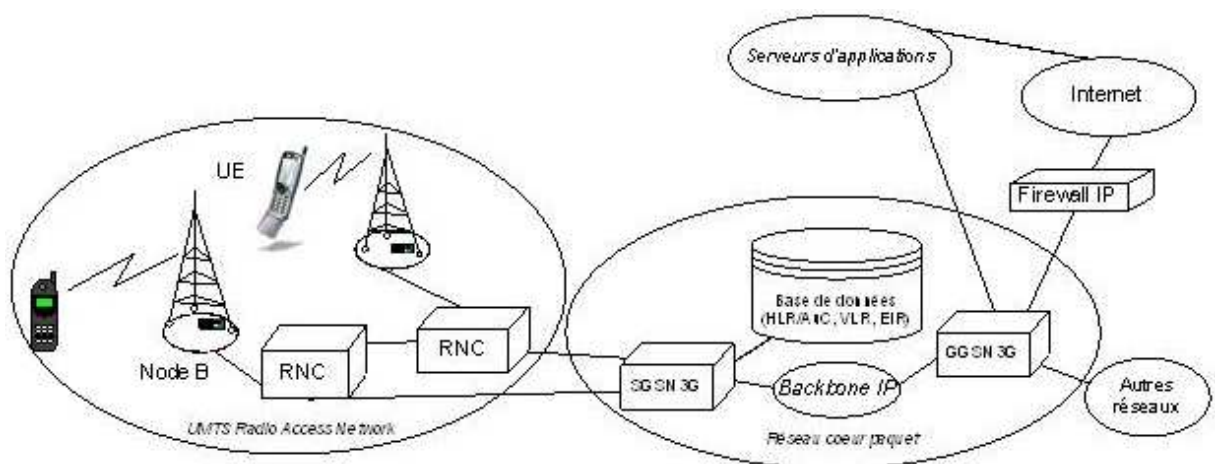 Serveurs d'applications
Internet
UE
Firewall IP
Base de données
(HLR/AuC, VLR, EIR)
RNC
GGSN 3G
Node B
RNC
SGSN 3G
Backbone IP
Autres
réseaux
UMTS Radio Access Network
Réseau coeur paquet